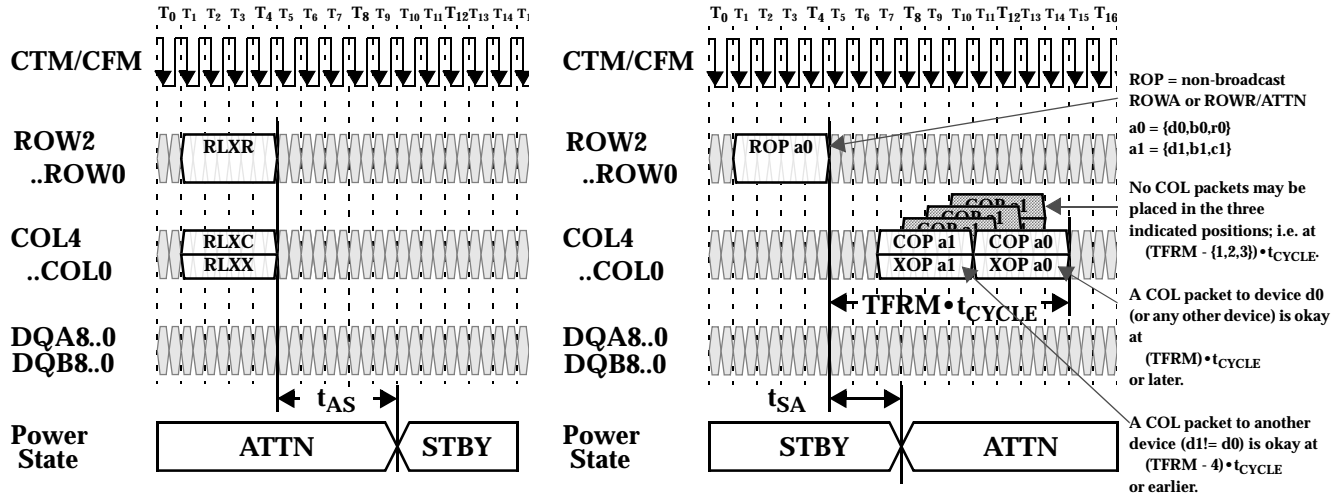 T0 T1 T2 T3 T4 T5 T6 T7 T8 T9 T10 T11 T12 T13 T14 T1
CTM/CFM
ROW2
..ROW0
RLXR
COL4
..COL0
RLXC
RLXX
DQA8..0
DQB8..0
tAS
Power
State
ATTN
STBY
T0 T1 T2 T3 T4 T5 T6 T7 T8 T9 T10 T11 T12 T13 T14 T15 T16
CTM/CFM
ROW2
..ROW0
ROP a0
COP a1
COP a1
COP a1
COL4
..COL0
COP a1
COP a0
XOP a1
XOP a0
TFRM•tCYCLE
DQA8..0
DQB8..0
tSA
Power
State
STBY
ATTN
ROP = non-broadcast
ROWA or ROWR/ATTN
a0 = {d0,b0,r0}
a1 = {d1,b1,c1}
No COL packets may be
placed in the three
indicated positions; i.e. at
(TFRM - {1,2,3})•tCYCLE.
A COL packet to device d0
(or any other device) is okay
at
(TFRM)•tCYCLE
or later.
A COL packet to another
device (d1!= d0) is okay at
(TFRM - 4)•tCYCLE
or earlier.